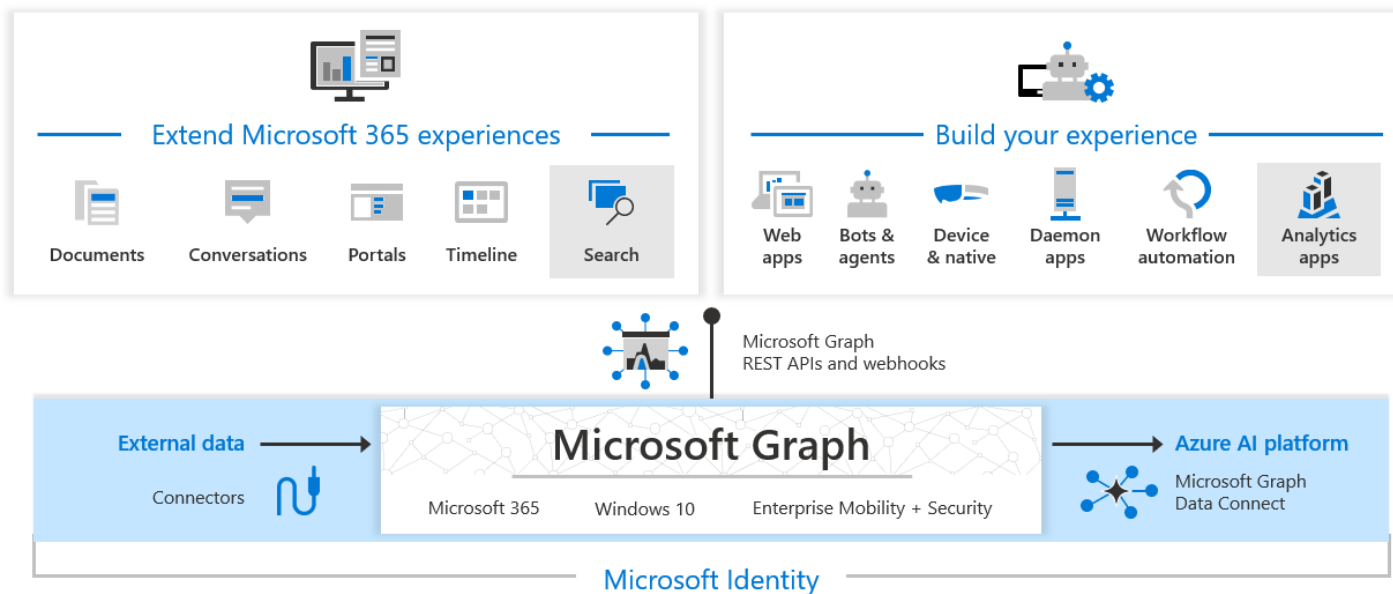 Extend Microsoft 365 experiences
Documents
Conversations
Portals
Timeline
Search
Build your experience
Web
apps
Bots &
agents
Device
& native
Daemon
apps
Workflow
automation
Analytics
apps
Microsoft Graph
REST APIs and webhooks
External data
Connectors
Microsoft Graph
Microsoft 365
Windows 10
Enterprise Mobility + Security
Azure AI platform
Microsoft Graph
Data Connect
Microsoft Identity